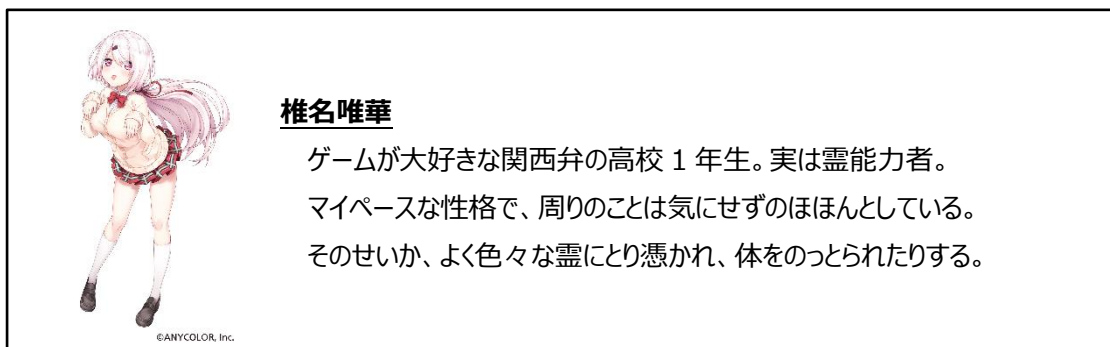 椎名唯華
ゲームが大好きな関西弁の高校 1 年生。実は霊能力者。
マイペースな性格で、周りのことは気にせずのほほんとしている。
そのせいか、よく色々な霊にとり憑かれ、体をのっとられたりする。
©ANYCOLOR, Inc.